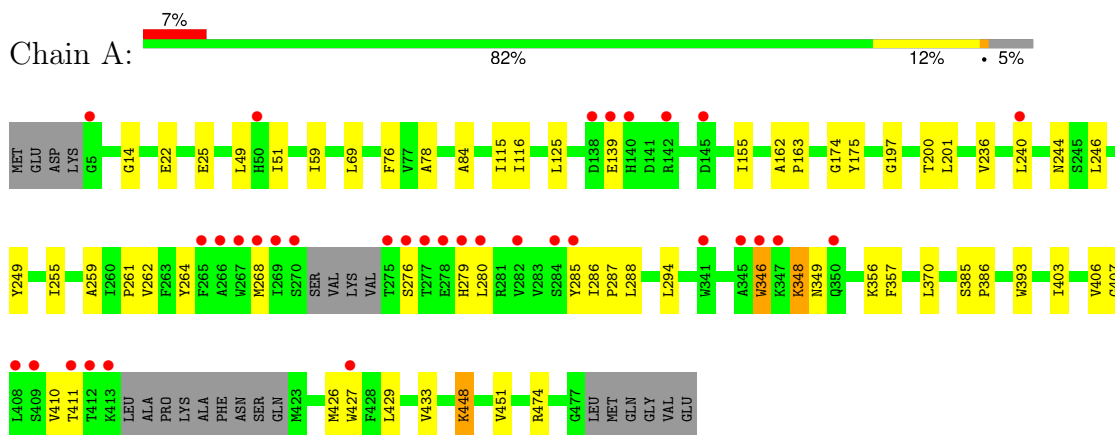 7%
Chain A:
82% 12% • 5%
MET GLU ASP LYS G5 G14 E22 E25 L49 H50 I51 I59 L69 F76 V77 A78 A84 I115 I116 L125 D138 E139 H140 D141 R142 D145 I155 A162 P163 G174 Y175 G197 T200 L201 V236 L240 N244 S245 L246
Y249 I255 A259 I260 P261 V262 F263 Y264 F265 A266 W267 M268 I269 S270 SER VAL LYS VAL T275 S276 T277 E278 H279 L280 R281 V282 V283 S284 Y285 I286 P287 L288 L294 W341 A345 W346 K347 K348 N349 Q350 K356 F357 L370 S385 P386 W393 I403 V406
L408 S409 V410 T411 T412 K413 LEU ALA PRO LYS ALA PHE ASN SER GLN M423 M426 W427 F428 L429 V433 K448 V451 R474 G477 LEU MET GLN GLY VAL GLU